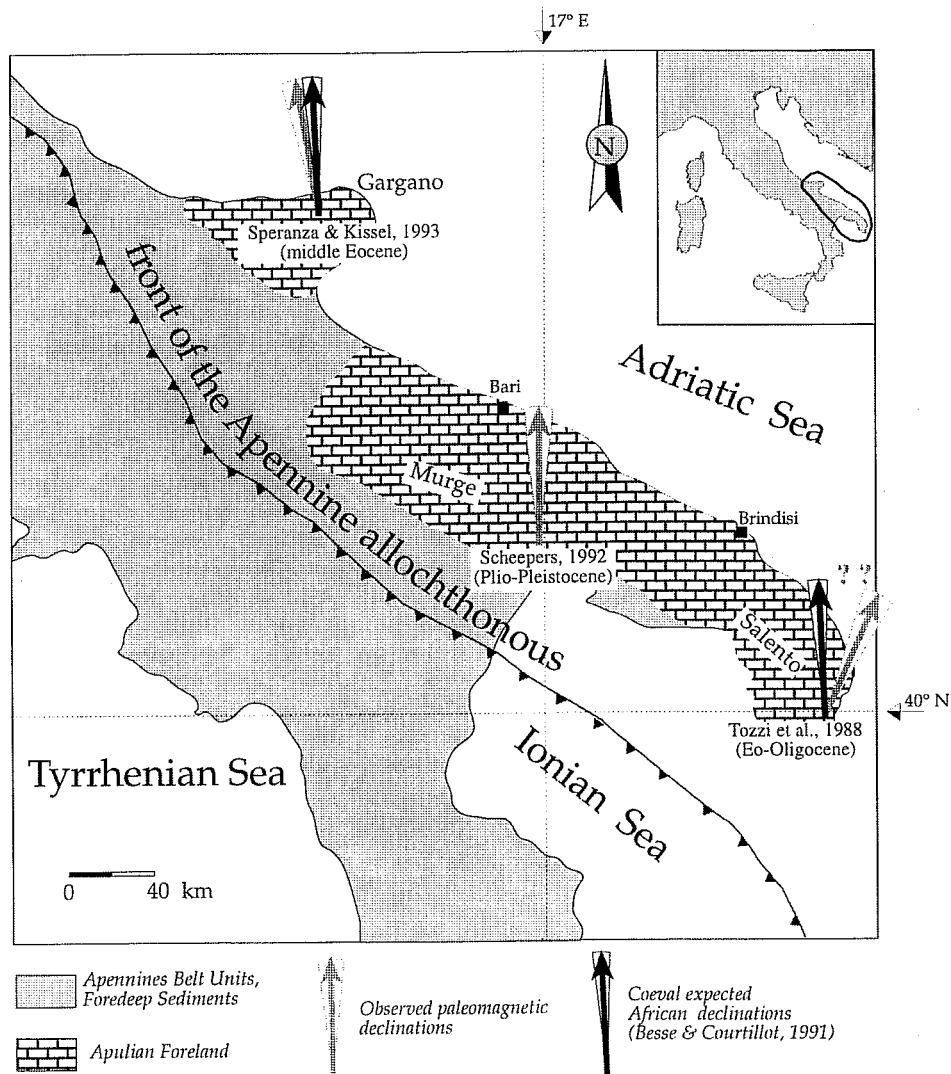 17° E
N
Gargano
Speranza & Kissel, 1993
(middle Eocene)
front of the Apennine allochthonous
Adriatic Sea
Bari
Murge
Brindisi
Scheepers, 1992
(Plio-Pleistocene)
? ?
Salento
40° N
Tozzi et al., 1988
(Eo-Oligocene)
Tyrrhenian Sea
Ionian Sea
0 40 km
Apennines Belt Units,
Foredeep Sediments
Apulian Foreland
Observed paleomagnetic
declinations
Coeval expected
African declinations
(Besse & Courtillot, 1991)